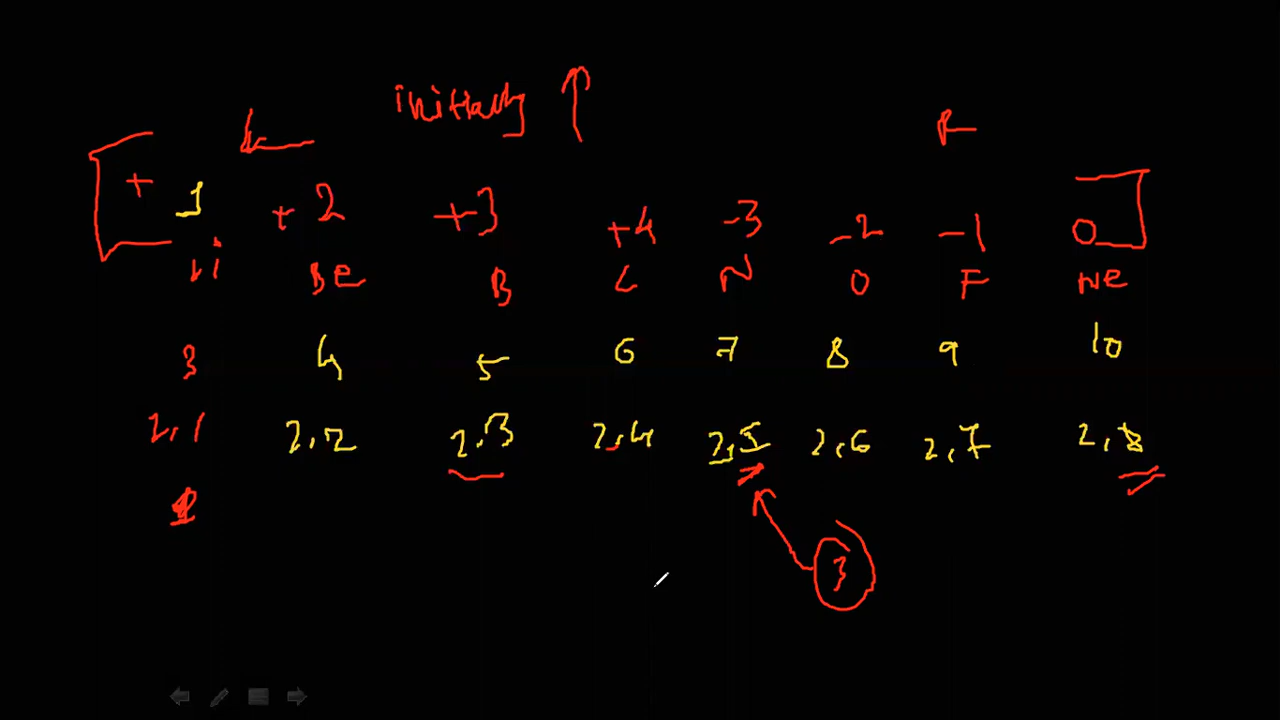 initially
+ 1 + 2 +3 +4 -3 -2 -1 0
Li Be B C N O F Ne
3 4 5 6 7 8 9 10
2,1 2,2 2,3 2,4 2,5 2,6 2,7 2,8
3